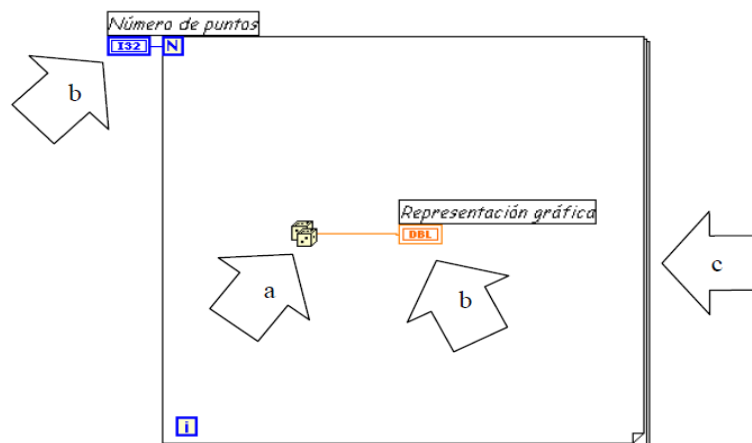 Número de puntos
I32 N
b
Representación gráfica
DBL
c
a
b
i